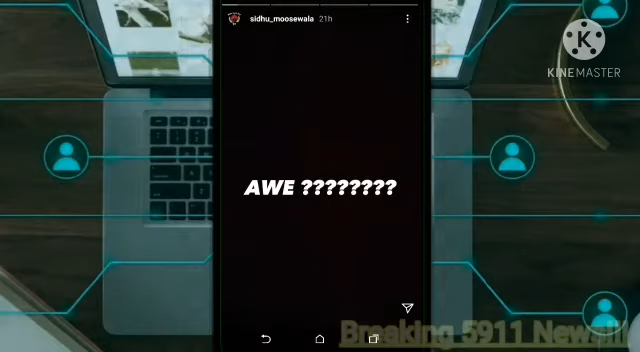 sidhu_moosewala 21h
K
KINEMASTER
AWE ????????
Breaking 5911 News!!!